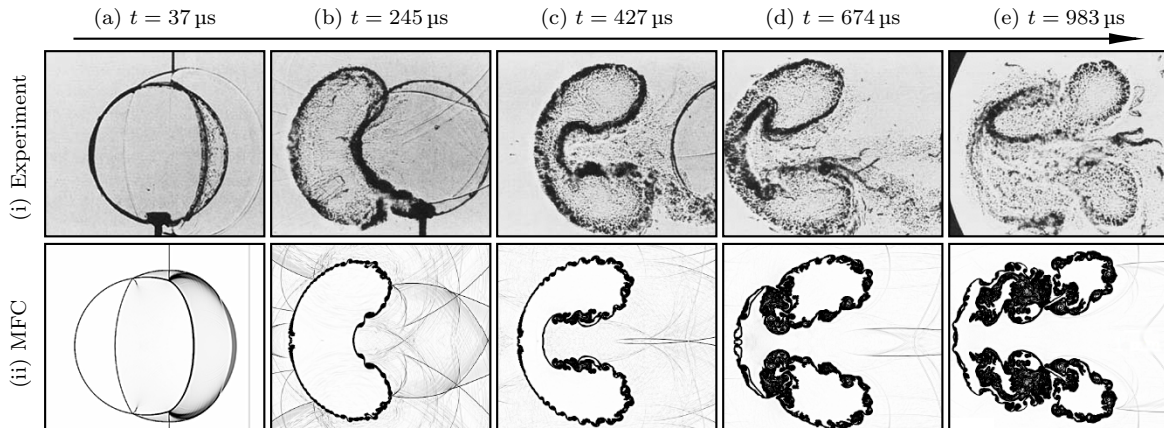 (a) t = 37 µs
(b) t = 245 µs
(c) t = 427 µs
(d) t = 674 µs
(e) t = 983 µs
(i) Experiment
(ii) MFC